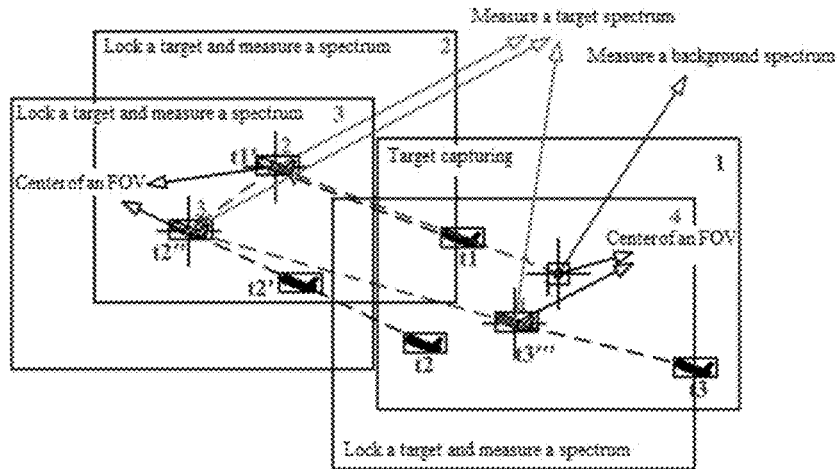 Measure a target spectrum
Lock a target and measure a spectrum
2
Measure a background spectrum
Lock a target and measure a spectrum
3
Target capturing
1
t1'
2
Center of an FOV
3
4
t2''
t1
Center of an FOV
t2'
t2
t3'''
t3
Lock a target and measure a spectrum